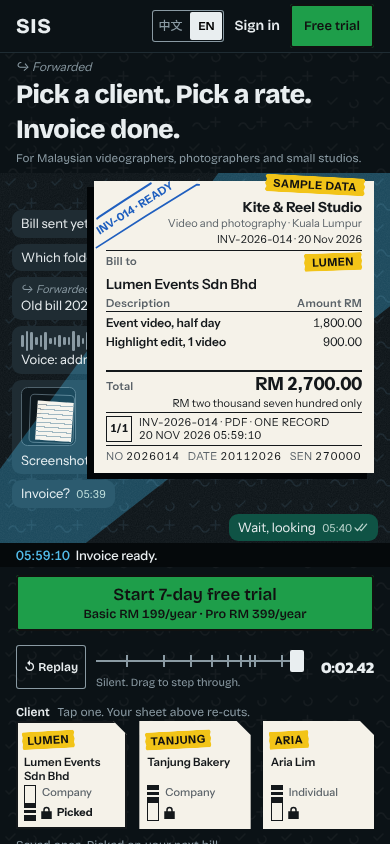 SIS
中文 EN Sign in Free trial
↪ Forwarded
Pick a client. Pick a rate.
Invoice done.
For Malaysian videographers, photographers and small studios.
SAMPLE DATA
INV-014 · READY
Kite & Reel Studio
Video and photography · Kuala Lumpur
INV-2026-014 · 20 Nov 2026
Bill sent yet
Which fold
↪ Forwarde
Old bill 202
Voice: addr
Screenshot
Invoice? 05:39
Bill to LUMEN
Lumen Events Sdn Bhd
Description Amount RM
Event video, half day 1,800.00
Highlight edit, 1 video 900.00
Total RM 2,700.00
RM two thousand seven hundred only
1/1 INV-2026-014 · PDF · ONE RECORD
20 NOV 2026 05:59:10
NO 2026014 DATE 20112026 SEN 270000
Wait, looking 05:40
05:59:10 Invoice ready.
Start 7-day free trial
Basic RM 199/year · Pro RM 399/year
Replay
Silent. Drag to step through.
0:02.42
Client Tap one. Your sheet above re-cuts.
LUMEN
Lumen Events
Sdn Bhd
Company
Picked
TANJUNG
Tanjung Bakery
Company
ARIA
Aria Lim
Individual